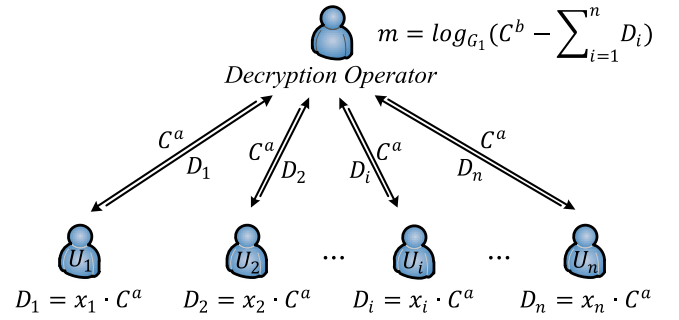 m = log_{G_1}(C^b − ∑_{i=1}^{n} D_i)
Decryption Operator
C^a C^a C^a C^a
D_1 D_2 D_i D_n
U_1 U_2 ... U_i ... U_n
D_1 = x_1 · C^a D_2 = x_2 · C^a D_i = x_i · C^a D_n = x_n · C^a